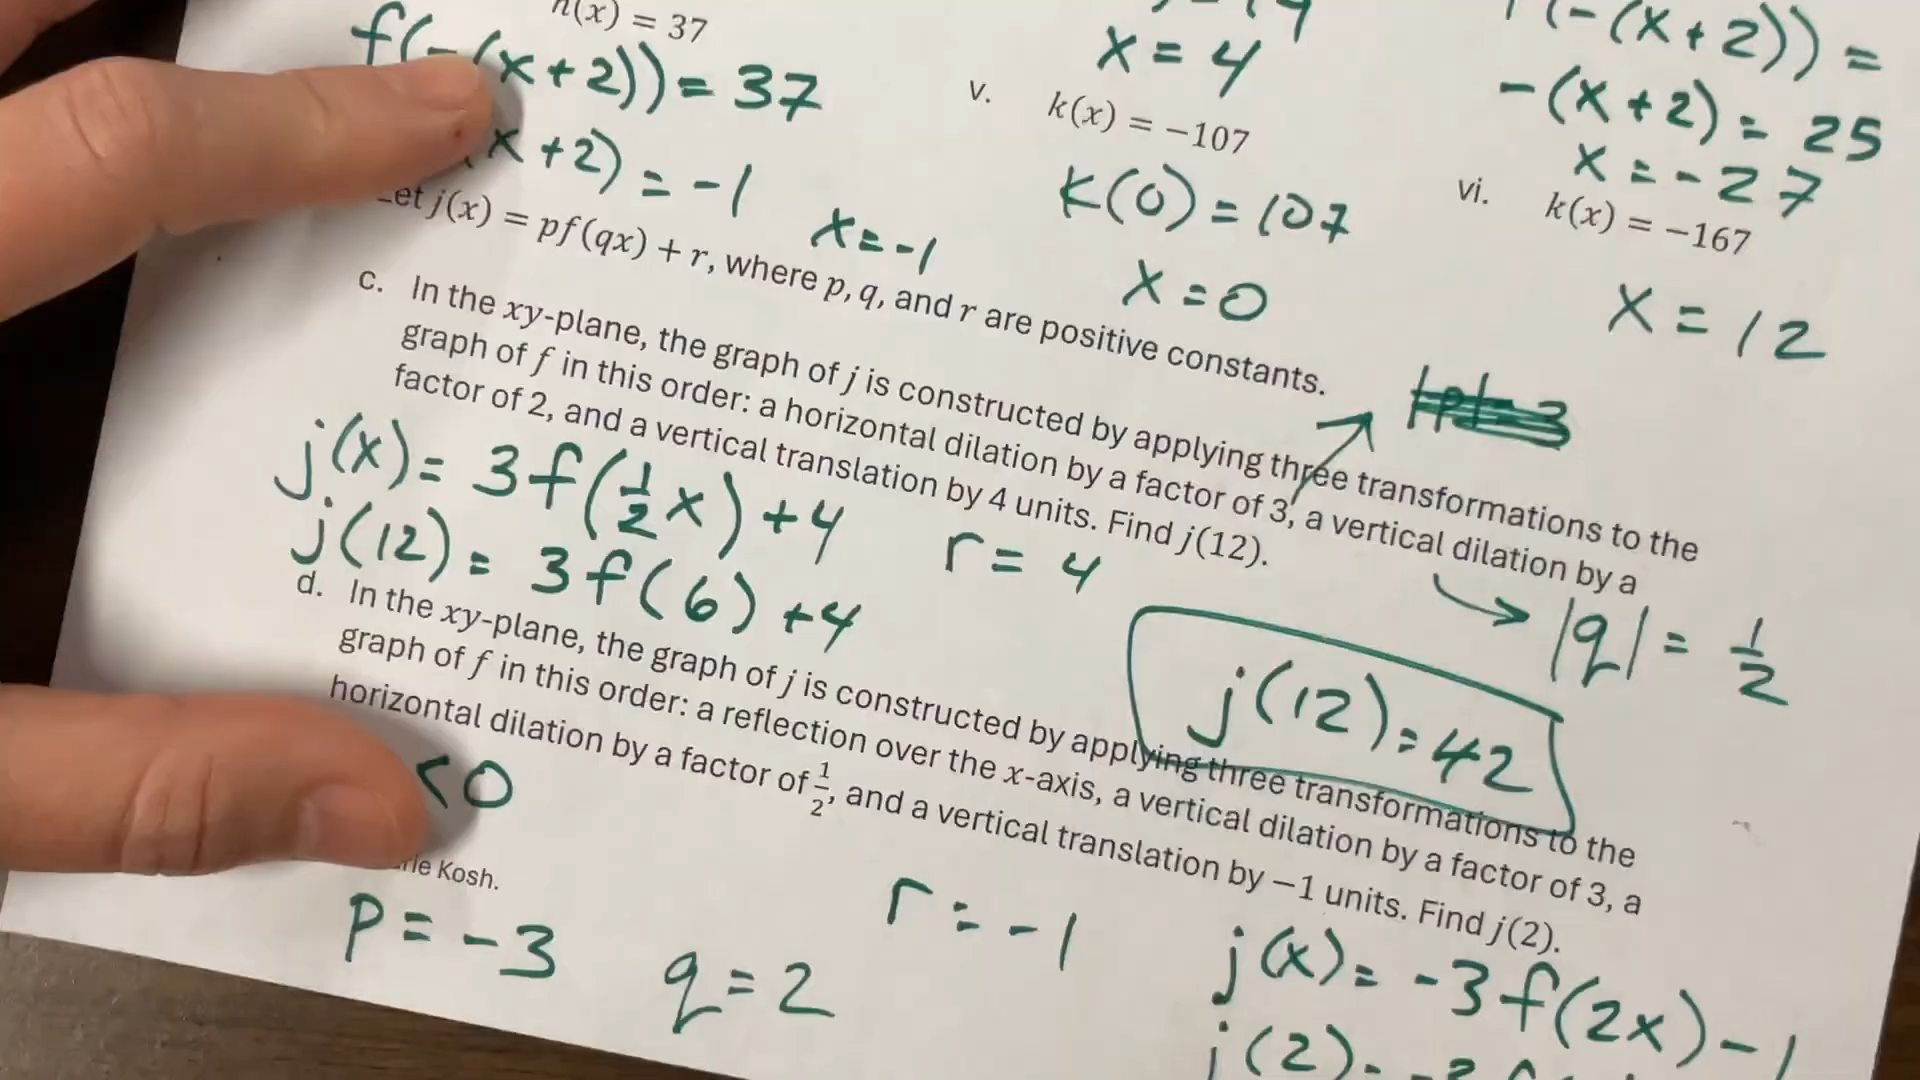 h(x) = 37
x = 4
f(-(x+2)) = 37
(-(x+2)) =
-(x+2) = 25
x = -27
v. k(x) = −107
x+2) = -1
x = -1
k(0) = 107
x = 0
vi. k(x) = −167
x = 12
Let j(x) = pf(qx) + r, where p, q, and r are positive constants.
c. In the xy-plane, the graph of j is constructed by applying three transformations to the
graph of f in this order: a horizontal dilation by a factor of 3, a vertical dilation by a
factor of 2, and a vertical translation by 4 units. Find j(12).
j(x) = 3f(1/2 x) + 4
r = 4
|q| = 1/2
j(12) = 3f(6) + 4
j(12) = 42
d. In the xy-plane, the graph of j is constructed by applying three transformations to the
graph of f in this order: a reflection over the x-axis, a vertical dilation by a factor of 3, a
horizontal dilation by a factor of 1/2, and a vertical translation by −1 units. Find j(2).
<0
Kosh.
p = -3
q = 2
r = -1
j(x) = -3f(2x) - 1
j(2)